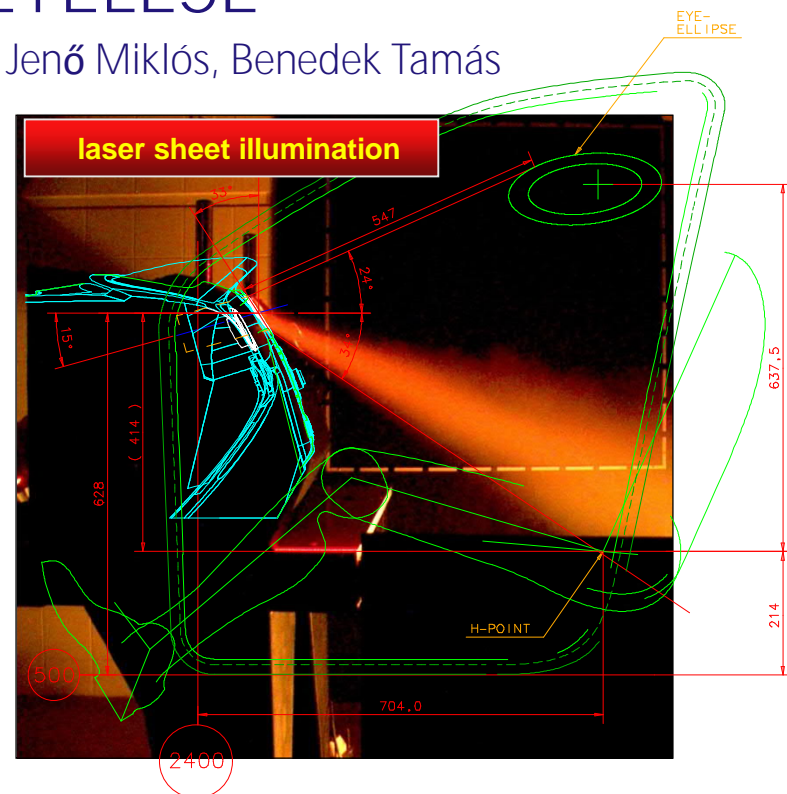 Jenő Miklós, Benedek Tamás
EYE-
ELLIPSE
laser sheet illumination
33°
547
24°
15°
( 414 )
637.5
628
H-POINT
214
500
704.0
2400